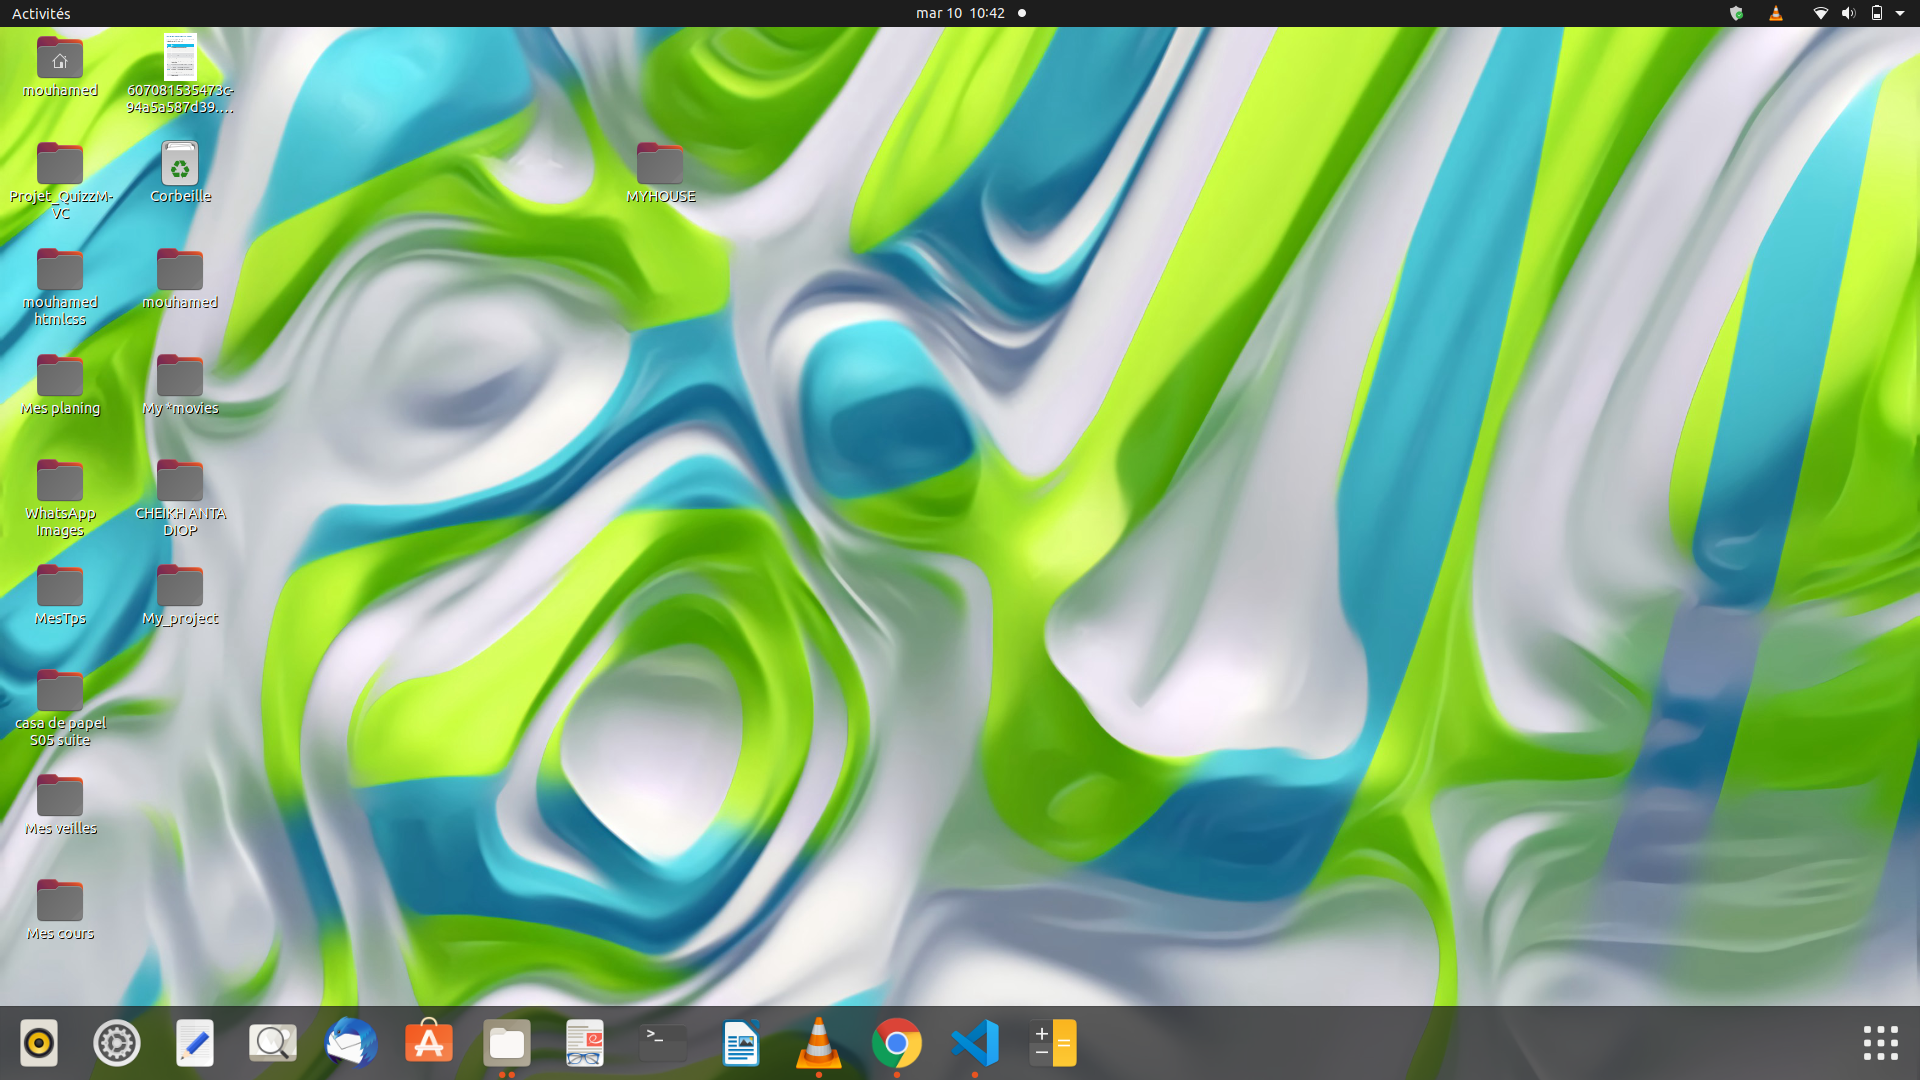 Activités
mar 10 10:42
mouhamed
607081535473c-
94a5a587d39....
Projet_QuizzM-
VC
Corbeille
MYHOUSE
mouhamed
htmlcss
mouhamed
Mes planing
My *movies
WhatsApp
Images
CHEIKH ANTA
DIOP
MesTps
My_project
casa de papel
S05 suite
Mes veilles
Mes cours